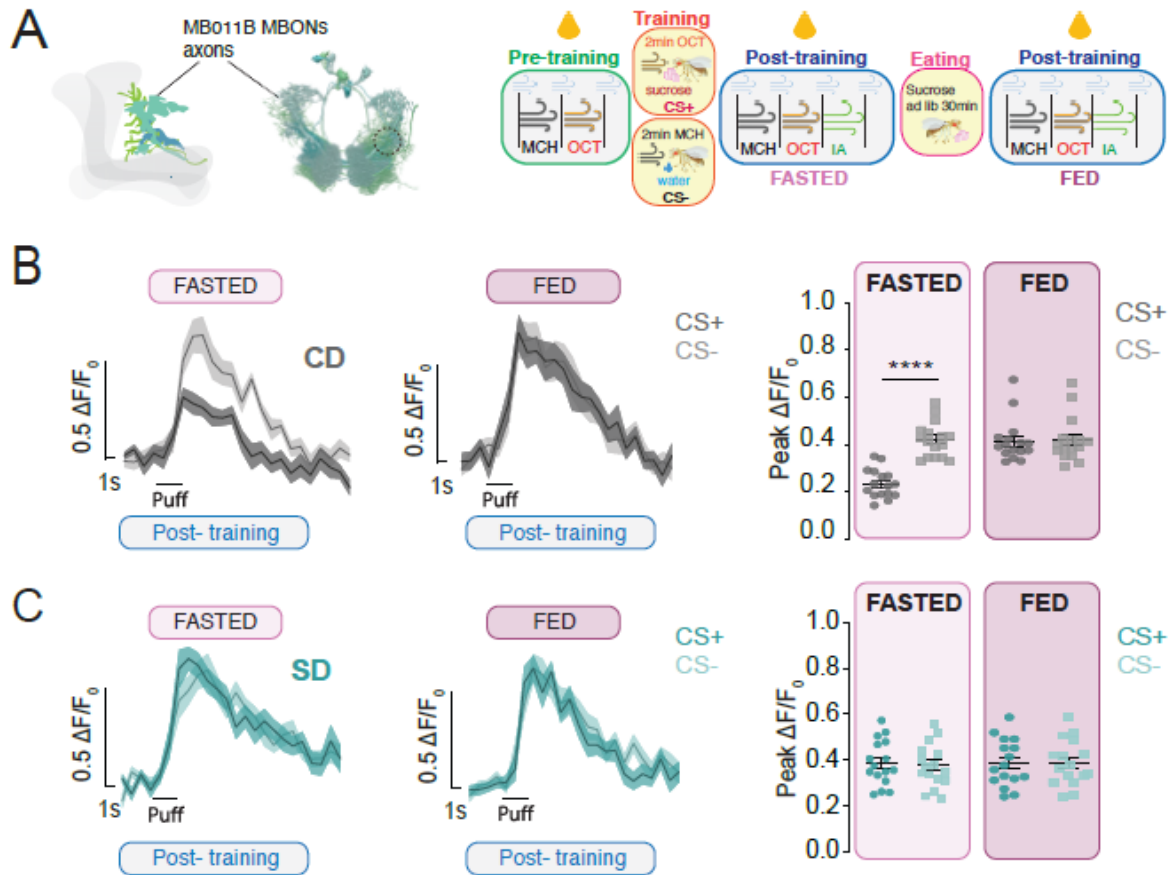 A
MB011B MBONs
axons
Pre-training
MCH OCT
Training
2min OCT
sucrose
CS+
2min MCH
water
CS-
Post-training
MCH OCT IA
FASTED
Eating
Sucrose
ad lib 30min
Post-training
MCH OCT IA
FED
B
FASTED
CD
0.5 ΔF/F0
1s
Puff
Post- training
FED
CS+
CS-
0.5 ΔF/F0
1s
Puff
Post- training
FASTED FED
1.0
0.8
0.6
0.4
0.2
0.0
Peak ΔF/F0
****
CS+
CS-
C
FASTED
SD
0.5 ΔF/F0
1s
Puff
Post- training
FED
CS+
CS-
0.5 ΔF/F0
1s
Puff
Post- training
FASTED FED
1.0
0.8
0.6
0.4
0.2
0.0
Peak ΔF/F0
CS+
CS-